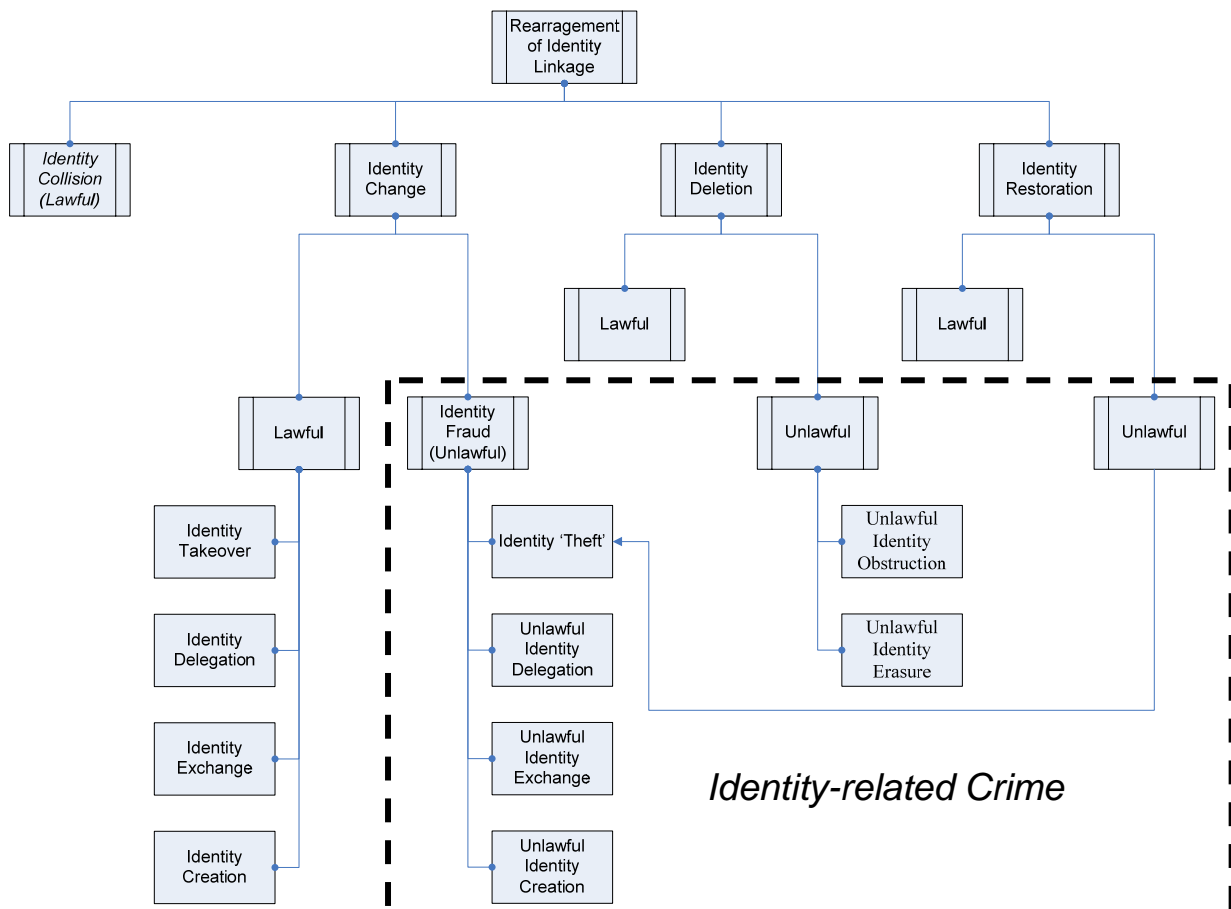 Rearragement
of Identity
Linkage
Identity
Collision
(Lawful)
Identity
Change
Identity
Deletion
Identity
Restoration
Lawful
Lawful
Lawful
Identity
Fraud
(Unlawful)
Unlawful
Unlawful
Identity
Takeover
Identity 'Theft'
Unlawful
Identity
Obstruction
Identity
Delegation
Unlawful
Identity
Delegation
Unlawful
Identity
Erasure
Identity
Exchange
Unlawful
Identity
Exchange
Identity-related Crime
Identity
Creation
Unlawful
Identity
Creation